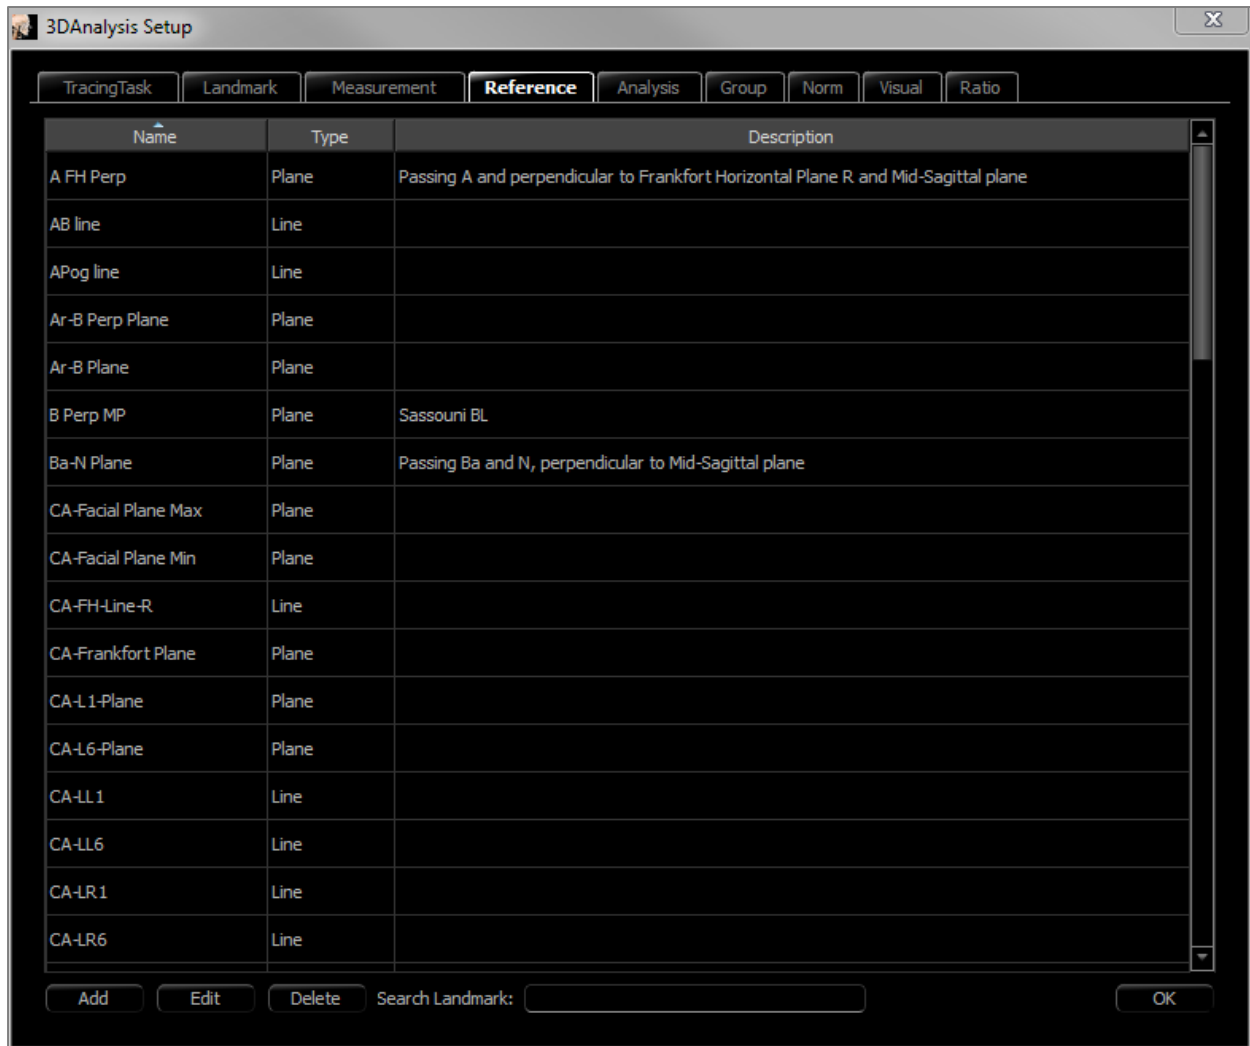 3DAnalysis Setup
TracingTask Landmark Measurement Reference Analysis Group Norm Visual Ratio
Name Type Description
A FH Perp Plane Passing A and perpendicular to Frankfort Horizontal Plane R and Mid-Sagittal plane
AB line Line
APog line Line
Ar-B Perp Plane Plane
Ar-B Plane Plane
B Perp MP Plane Sassouni BL
Ba-N Plane Plane Passing Ba and N, perpendicular to Mid-Sagittal plane
CA-Facial Plane Max Plane
CA-Facial Plane Min Plane
CA-FH-Line-R Line
CA-Frankfort Plane Plane
CA-L1-Plane Plane
CA-L6-Plane Plane
CA-LL1 Line
CA-LL6 Line
CA-LR1 Line
CA-LR6 Line
Add Edit Delete Search Landmark: OK